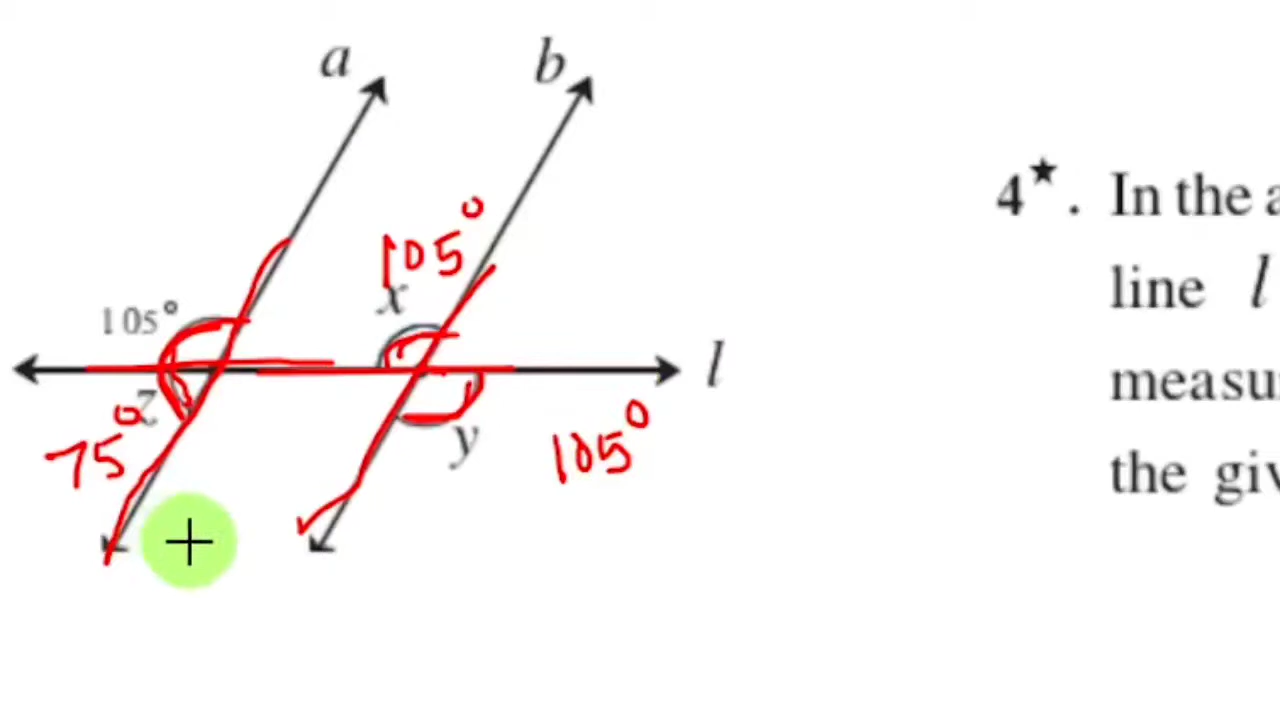 a b
105°
x
105°
l
z
75°
y
105°
4★. In the a
line l
measu
the giv